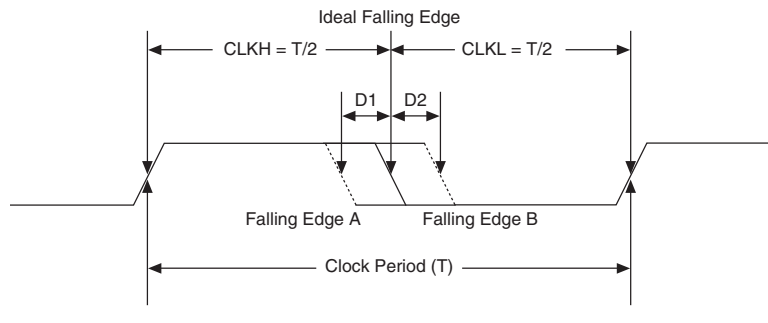 Ideal Falling Edge
CLKH = T/2
CLKL = T/2
D1
D2
Falling Edge A
Falling Edge B
Clock Period (T)